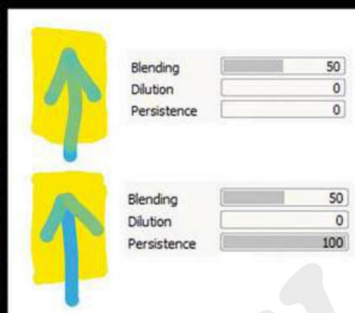 Blending 50
Dilution 0
Persistence 0
Blending 50
Dilution 0
Persistence 100